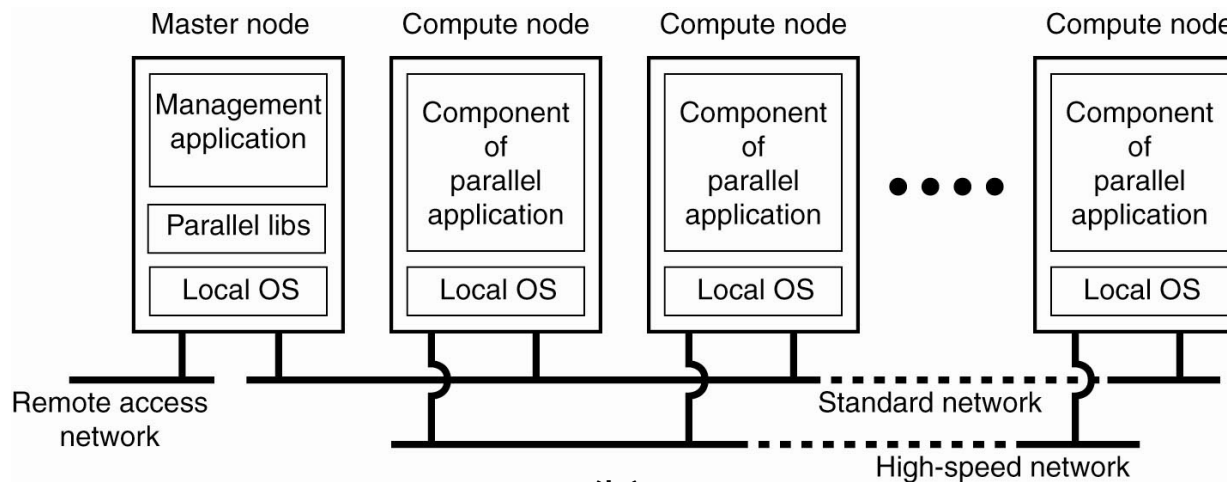 Master node
Compute node
Compute node
Compute node
Management
application
Parallel libs
Local OS
Component
of
parallel
application
Local OS
Component
of
parallel
application
Local OS
Component
of
parallel
application
Local OS
Remote access
network
Standard network
High-speed network